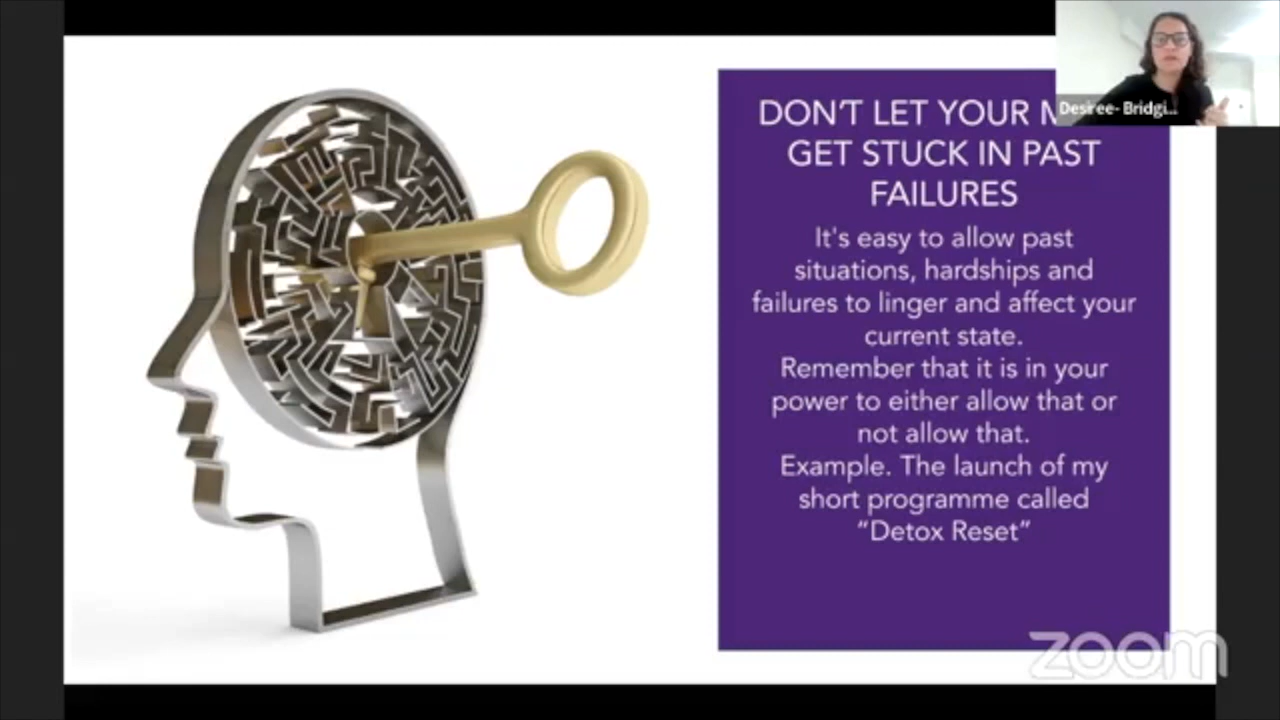 DON'T LET YOUR
GET STUCK IN PAST
FAILURES
It's easy to allow past
situations, hardships and
failures to linger and affect your
current state.
Remember that it is in your
power to either allow that or
not allow that.
Example. The launch of my
short programme called
“Detox Reset”
Desiree- Bridgi...
zoom